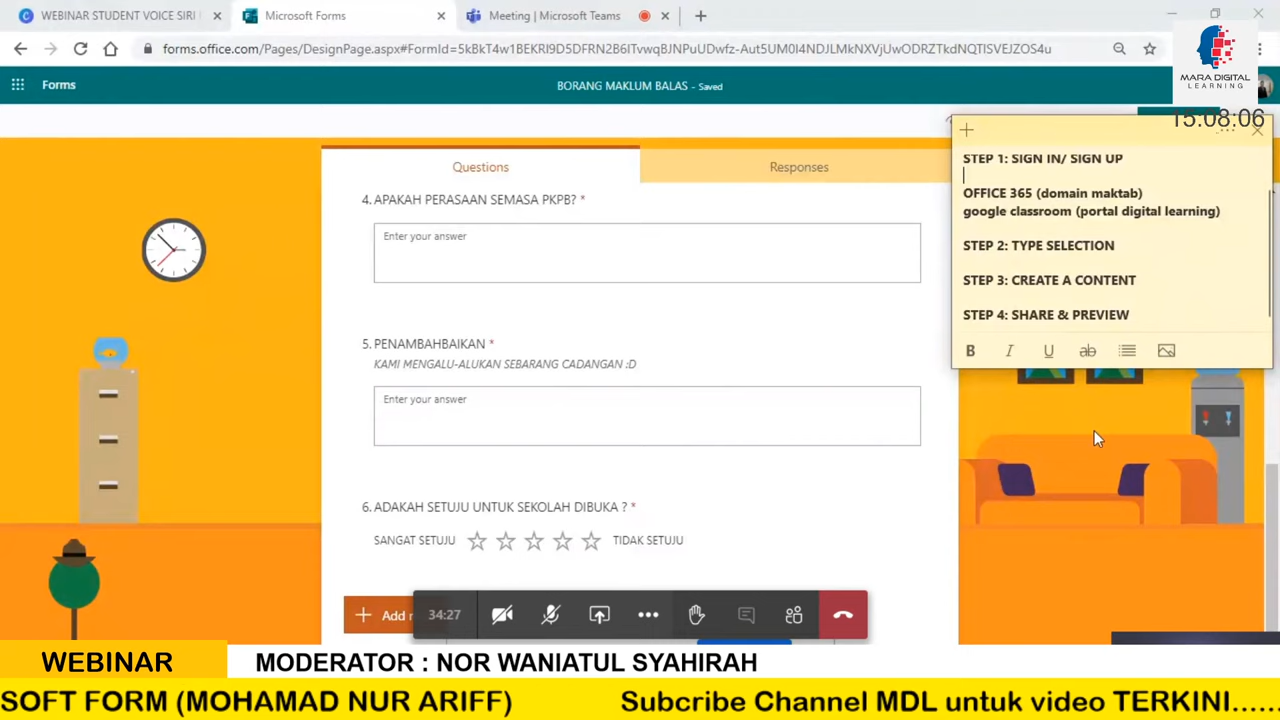 WEBINAR STUDENT VOICE SIRI
Microsoft Forms
Meeting | Microsoft Teams
forms.office.com/Pages/DesignPage.aspx#FormId=5kBkT4w1BEKRI9D5DFRN2B6ITvwqBJNPuUDwfz-Aut5UM0I4NDJLMkNXVjUwODRZTkdNQTlSVEJZOS4u
MARA DIGITAL
LEARNING
Forms
BORANG MAKLUM BALAS - Saved
15:08:06
Questions
Responses
STEP 1: SIGN IN/ SIGN UP
OFFICE 365 (domain maktab)
google classroom (portal digital learning)
STEP 2: TYPE SELECTION
STEP 3: CREATE A CONTENT
STEP 4: SHARE & PREVIEW
B I U ab
4. APAKAH PERASAAN SEMASA PKPB? *
Enter your answer
5. PENAMBAHBAIKAN *
KAMI MENGALU-ALUKAN SEBARANG CADANGAN :D
Enter your answer
6. ADAKAH SETUJU UNTUK SEKOLAH DIBUKA ? *
SANGAT SETUJU
TIDAK SETUJU
Add
34:27
WEBINAR
MODERATOR : NOR WANIATUL SYAHIRAH
SOFT FORM (MOHAMAD NUR ARIFF)
Subcribe Channel MDL untuk video TERKINI......